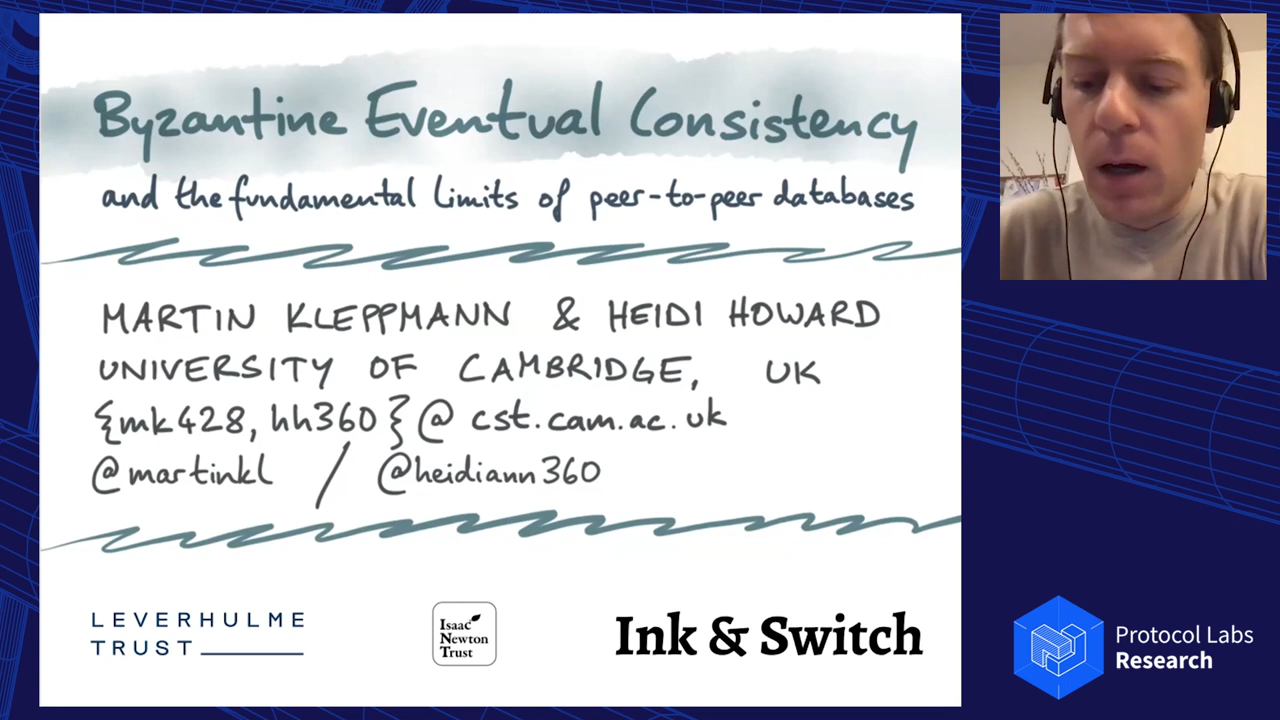 Byzantine Eventual Consistency
and the fundamental limits of peer-to-peer databases
MARTIN KLEPPMANN & HEIDI HOWARD
UNIVERSITY OF CAMBRIDGE, UK
{mk428, hh360}@cst.cam.ac.uk
@martinkl / @heidiann360
LEVERHULME
TRUST
Isaac
Newton
Trust
Ink & Switch
Protocol Labs
Research